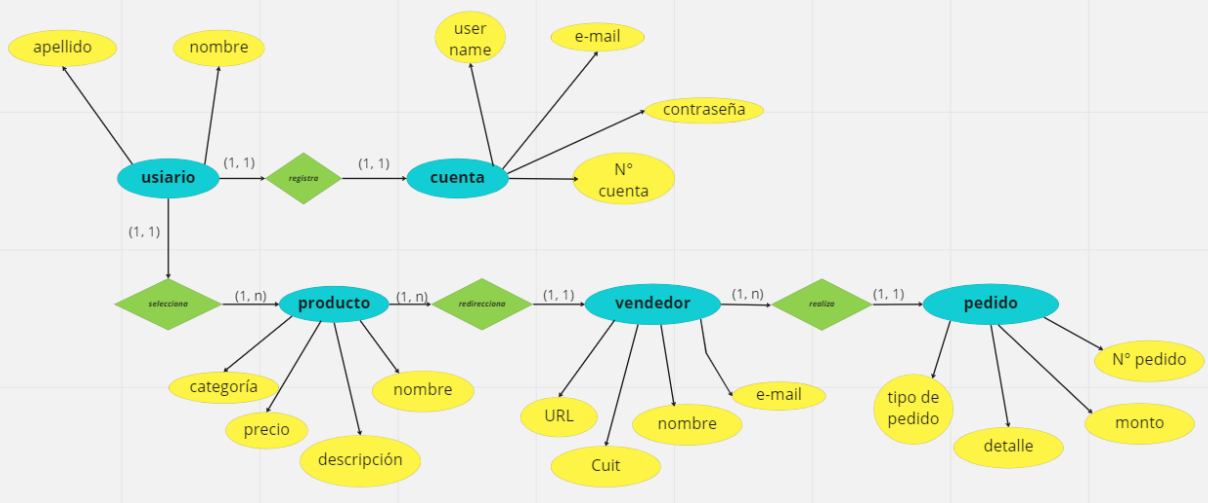 apellido
nombre
user
name
e-mail
contraseña
usiario
(1, 1)
registra
(1, 1)
cuenta
N°
cuenta
(1, 1)
selecciona
(1, n)
producto
(1, n)
redirecciona
(1, 1)
vendedor
(1, n)
realiza
(1, 1)
pedido
categoría
precio
descripción
nombre
URL
Cuit
nombre
e-mail
tipo de
pedido
detalle
monto
N° pedido